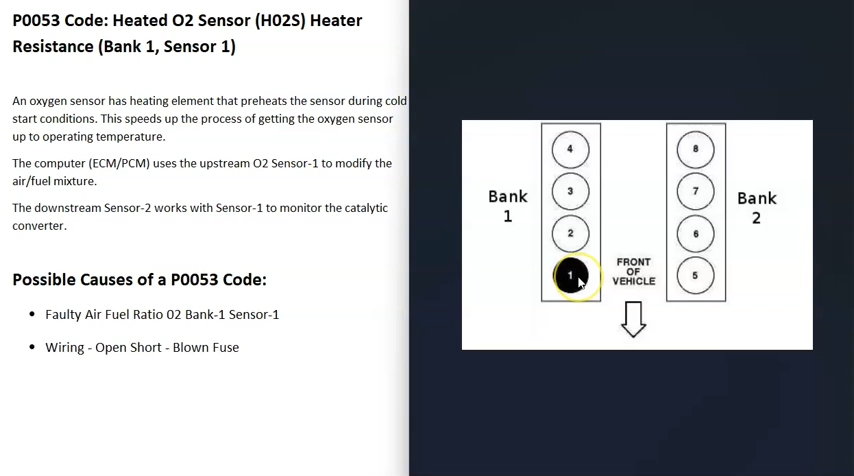 P0053 Code: Heated O2 Sensor (H02S) Heater
Resistance (Bank 1, Sensor 1)
An oxygen sensor has heating element that preheats the sensor during cold
start conditions. This speeds up the process of getting the oxygen sensor
up to operating temperature.
The computer (ECM/PCM) uses the upstream O2 Sensor-1 to modify the
air/fuel mixture.
The downstream Sensor-2 works with Sensor-1 to monitor the catalytic
converter.
Possible Causes of a P0053 Code:
• Faulty Air Fuel Ratio 02 Bank-1 Sensor-1
• Wiring - Open Short - Blown Fuse
Bank
1
4
3
2
1
FRONT
OF
VEHICLE
8
7
6
5
Bank
2